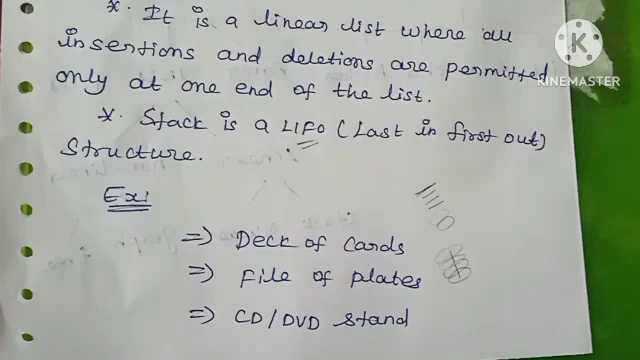 *. It is a linear list where all
insertions and deletions are permitted
only at one end of the list.
*. Stack is a LIFO (Last in first out)
Structure.
Ex:
=> Deck of Cards
=> File of plates
=> CD/DVD Stand
KINEMASTER